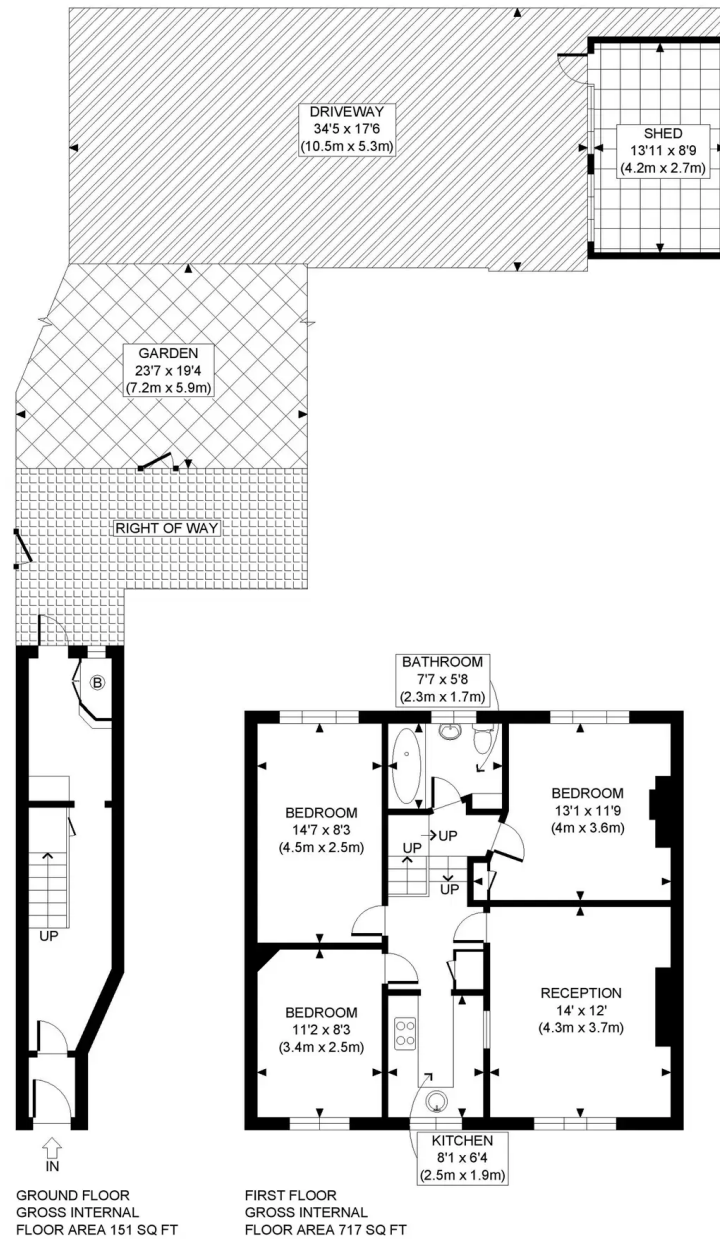 DRIVEWAY
34'5 x 17'6
(10.5m x 5.3m)
SHED
13'11 x 8'9
(4.2m x 2.7m)
GARDEN
23'7 x 19'4
(7.2m x 5.9m)
RIGHT OF WAY
B
UP
IN
BATHROOM
7'7 x 5'8
(2.3m x 1.7m)
BEDROOM
14'7 x 8'3
(4.5m x 2.5m)
BEDROOM
13'1 x 11'9
(4m x 3.6m)
UP
UP
UP
BEDROOM
11'2 x 8'3
(3.4m x 2.5m)
RECEPTION
14' x 12'
(4.3m x 3.7m)
KITCHEN
8'1 x 6'4
(2.5m x 1.9m)
GROUND FLOOR
GROSS INTERNAL
FLOOR AREA 151 SQ FT
FIRST FLOOR
GROSS INTERNAL
FLOOR AREA 717 SQ FT